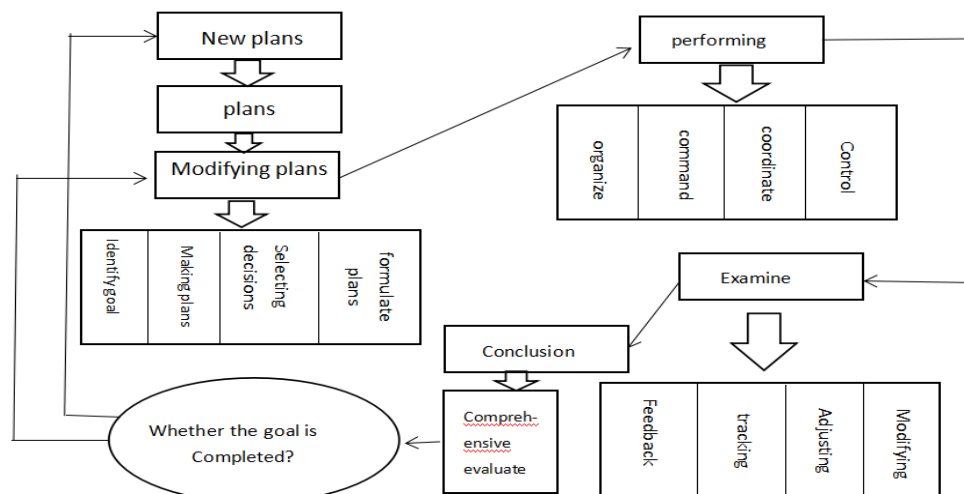 New plans
plans
Modifying plans
Identify goal
Making plans
Selecting
decisions
formulate
plans
performing
organize
command
coordinate
Control
Examine
Feedback
tracking
Adjusting
Modifying
Conclusion
Compreh-
ensive
evaluate
Whether the goal is
Completed?